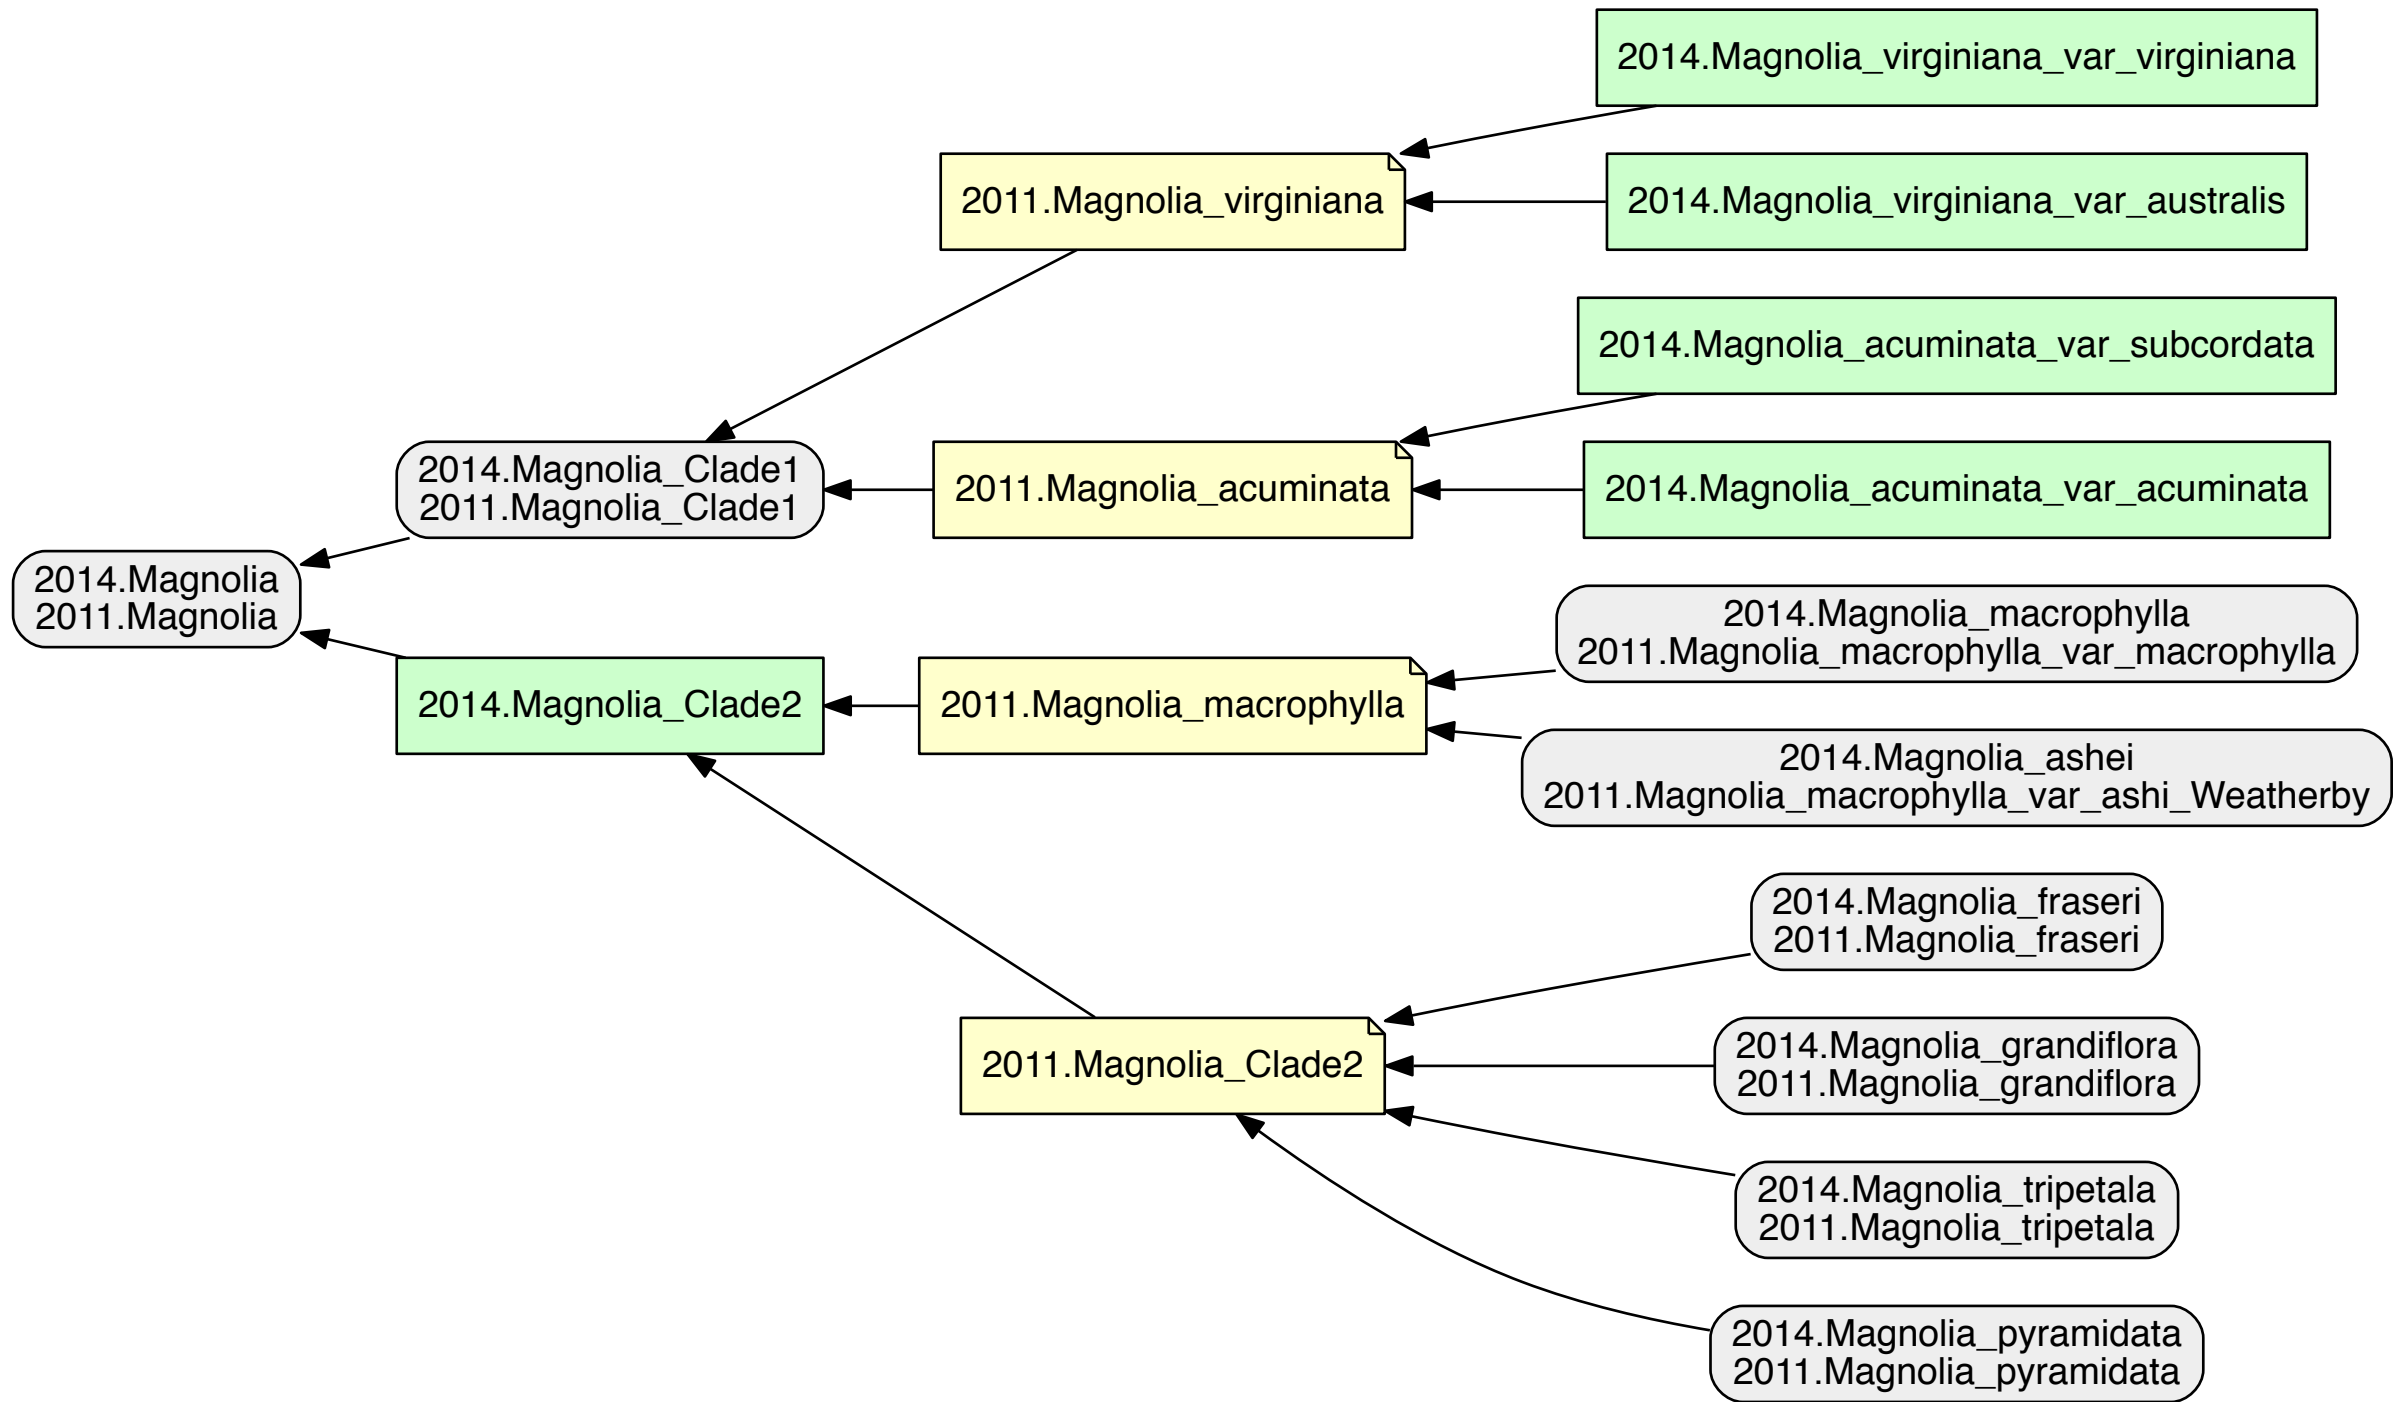 2014.Magnolia_virginiana_var_virginiana
2011.Magnolia_virginiana
2014.Magnolia_virginiana_var_australis
2014.Magnolia_acuminata_var_subcordata
2014.Magnolia_Clade1
2011.Magnolia_Clade1
2011.Magnolia_acuminata
2014.Magnolia_acuminata_var_acuminata
2014.Magnolia
2011.Magnolia
2014.Magnolia_macrophylla
2011.Magnolia_macrophylla_var_macrophylla
2014.Magnolia_Clade2
2011.Magnolia_macrophylla
2014.Magnolia_ashei
2011.Magnolia_macrophylla_var_ashi_Weatherby
2014.Magnolia_fraseri
2011.Magnolia_fraseri
2011.Magnolia_Clade2
2014.Magnolia_grandiflora
2011.Magnolia_grandiflora
2014.Magnolia_tripetala
2011.Magnolia_tripetala
2014.Magnolia_pyramidata
2011.Magnolia_pyramidata